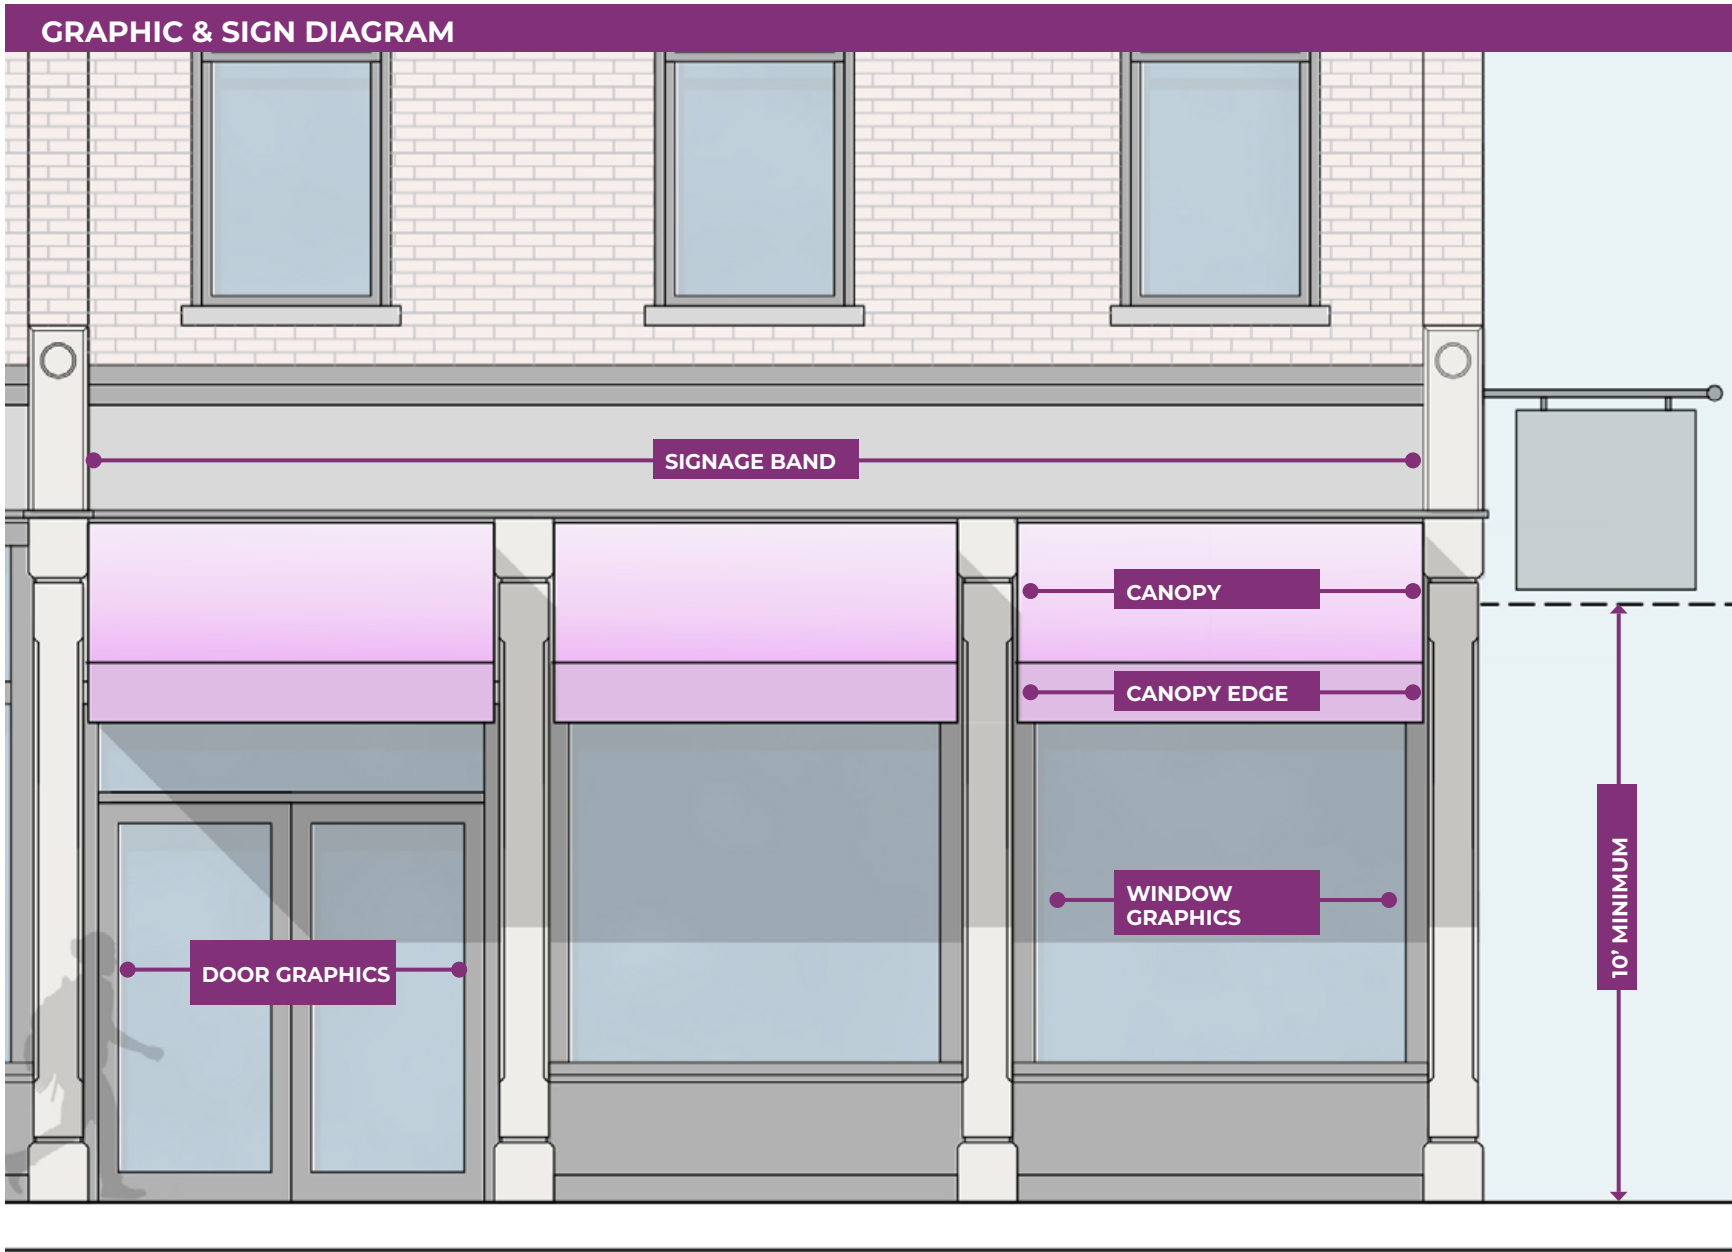 GRAPHIC & SIGN DIAGRAM
SIGNAGE BAND
CANOPY
CANOPY EDGE
WINDOW
GRAPHICS
DOOR GRAPHICS
10’ MINIMUM